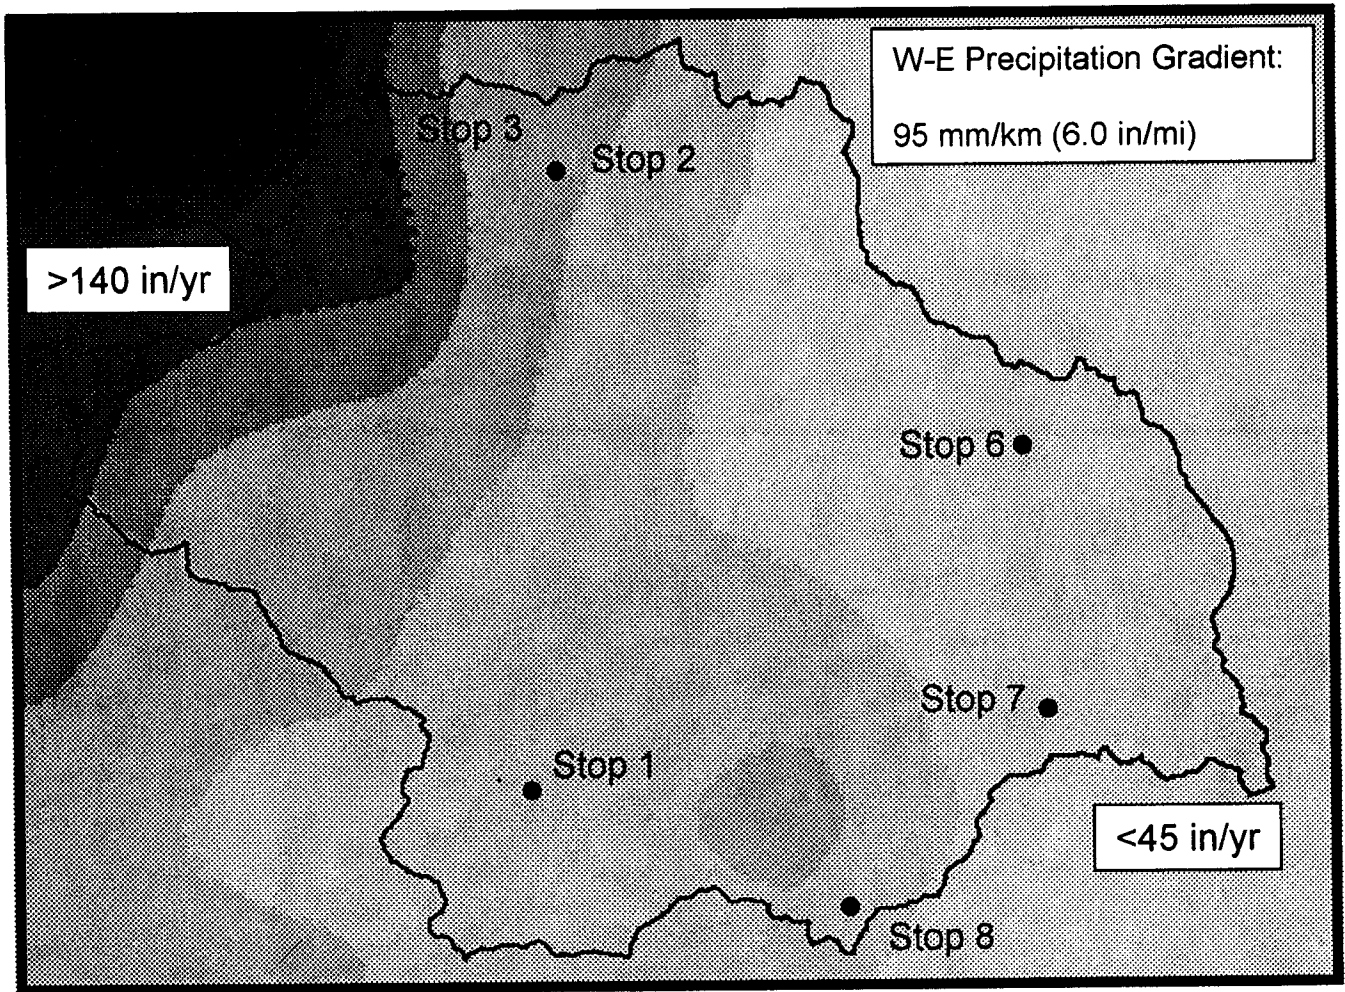 W-E Precipitation Gradient:
95 mm/km (6.0 in/mi)
Stop 3
Stop 2
>140 in/yr
Stop 6
Stop 7
Stop 1
<45 in/yr
Stop 8